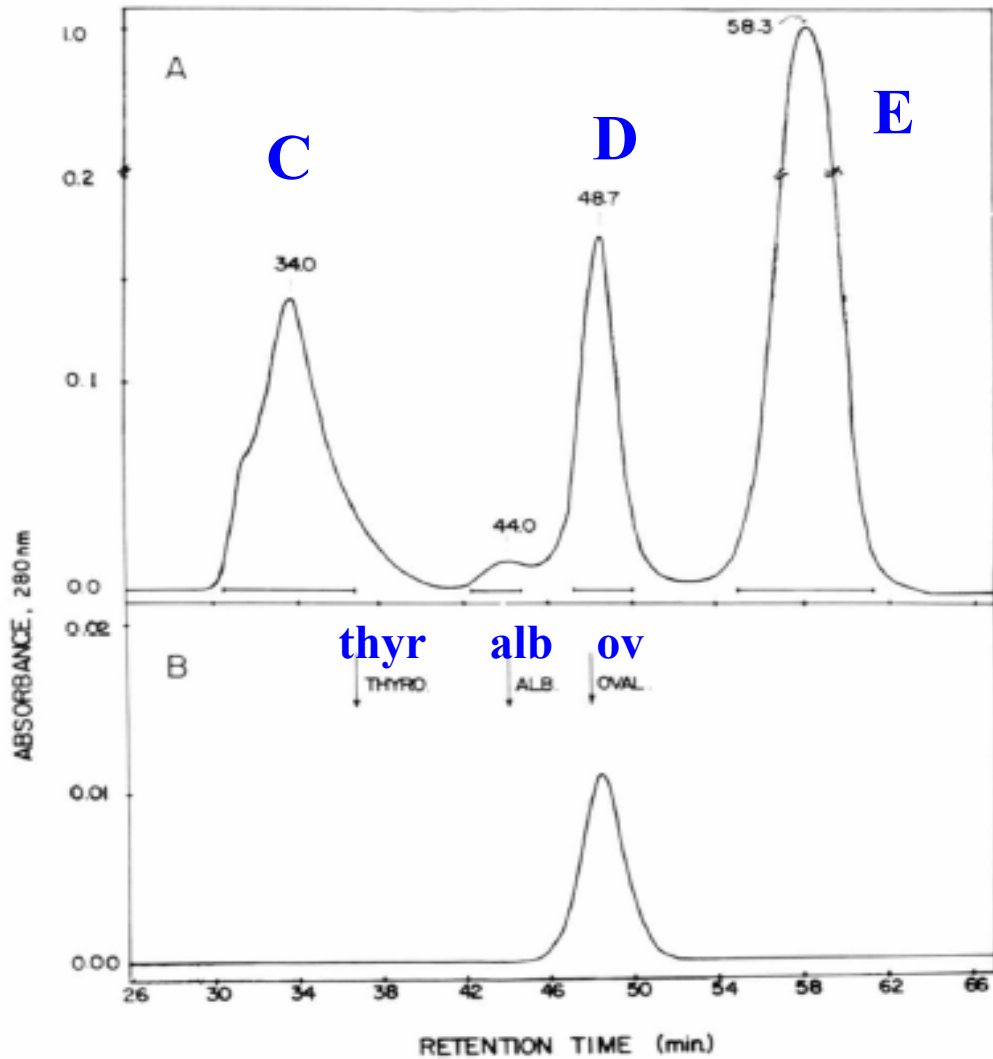 1.0
58.3
A
E
D
C
0.2
48.7
34.0
0.1
44.0
0.0
0.02
thyr alb ov
B
THYRO. ALB. OVAL.
0.01
0.00
26 30 34 38 42 46 50 54 58 62 66
ABSORBANCE, 280nm
RETENTION TIME (min.)